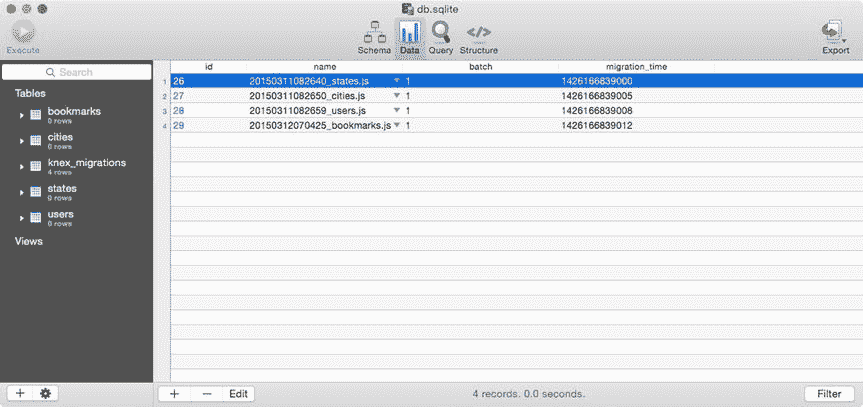 db.sqlite
Execute
Schema Data Query Structure
Export
Search
id name batch migration_time
Tables
1 26 20150311082640_states.js 1 1426166839000
2 27 20150311082650_cities.js 1 1426166839005
3 28 20150311082659_users.js 1 1426166839008
4 29 20150312070425_bookmarks.js 1 1426166839012
bookmarks
0 rows
cities
0 rows
knex_migrations
4 rows
states
0 rows
users
0 rows
Views
+ + − Edit
4 records. 0.0 seconds.
Filter